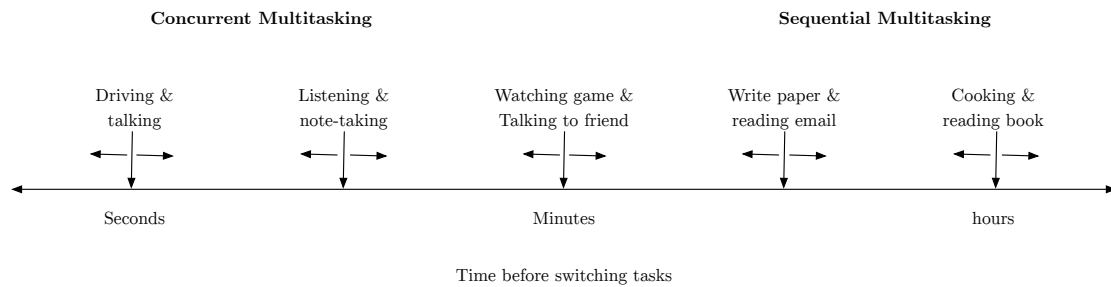 Concurrent Multitasking
Sequential Multitasking
Driving &
talking
Listening &
note-taking
Watching game &
Talking to friend
Write paper &
reading email
Cooking &
reading book
Seconds
Minutes
hours
Time before switching tasks